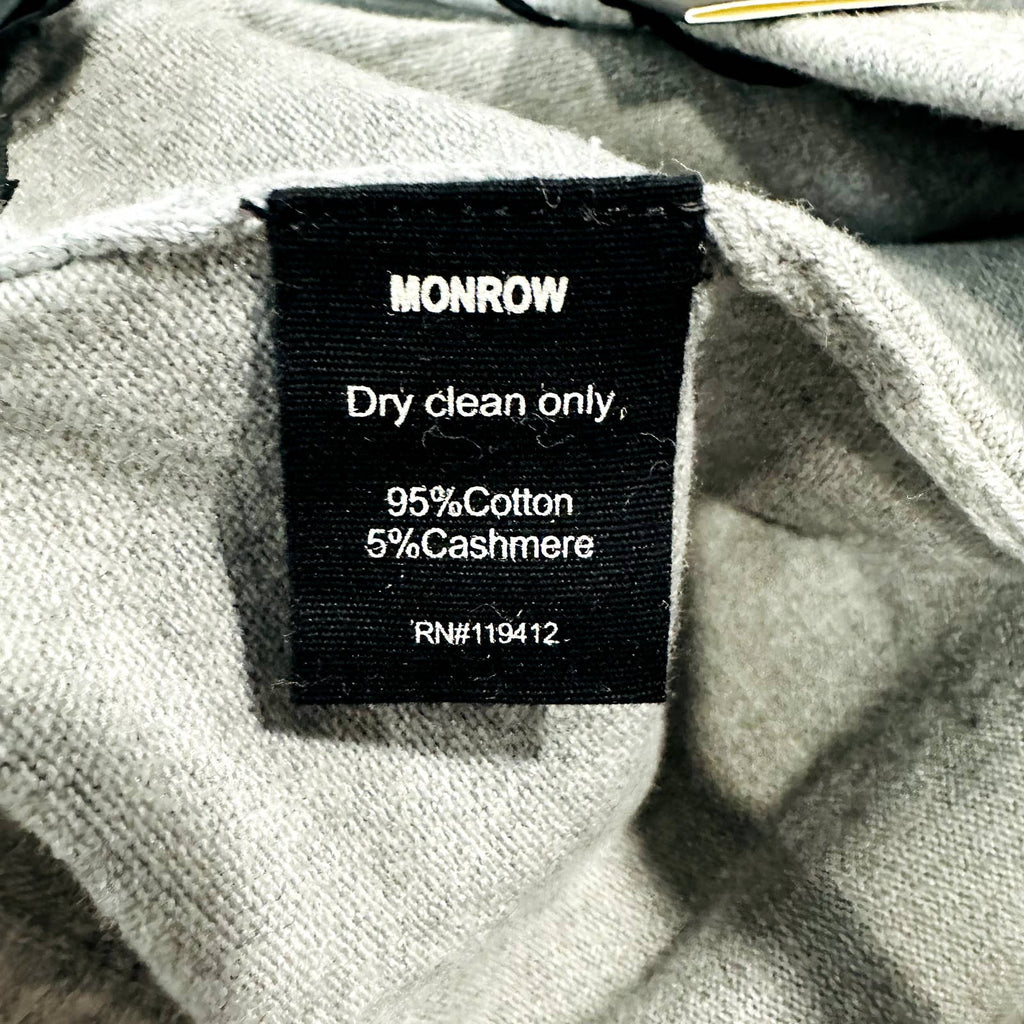 MONROW
Dry clean only.
95%Cotton
5%Cashmere
RN#119412